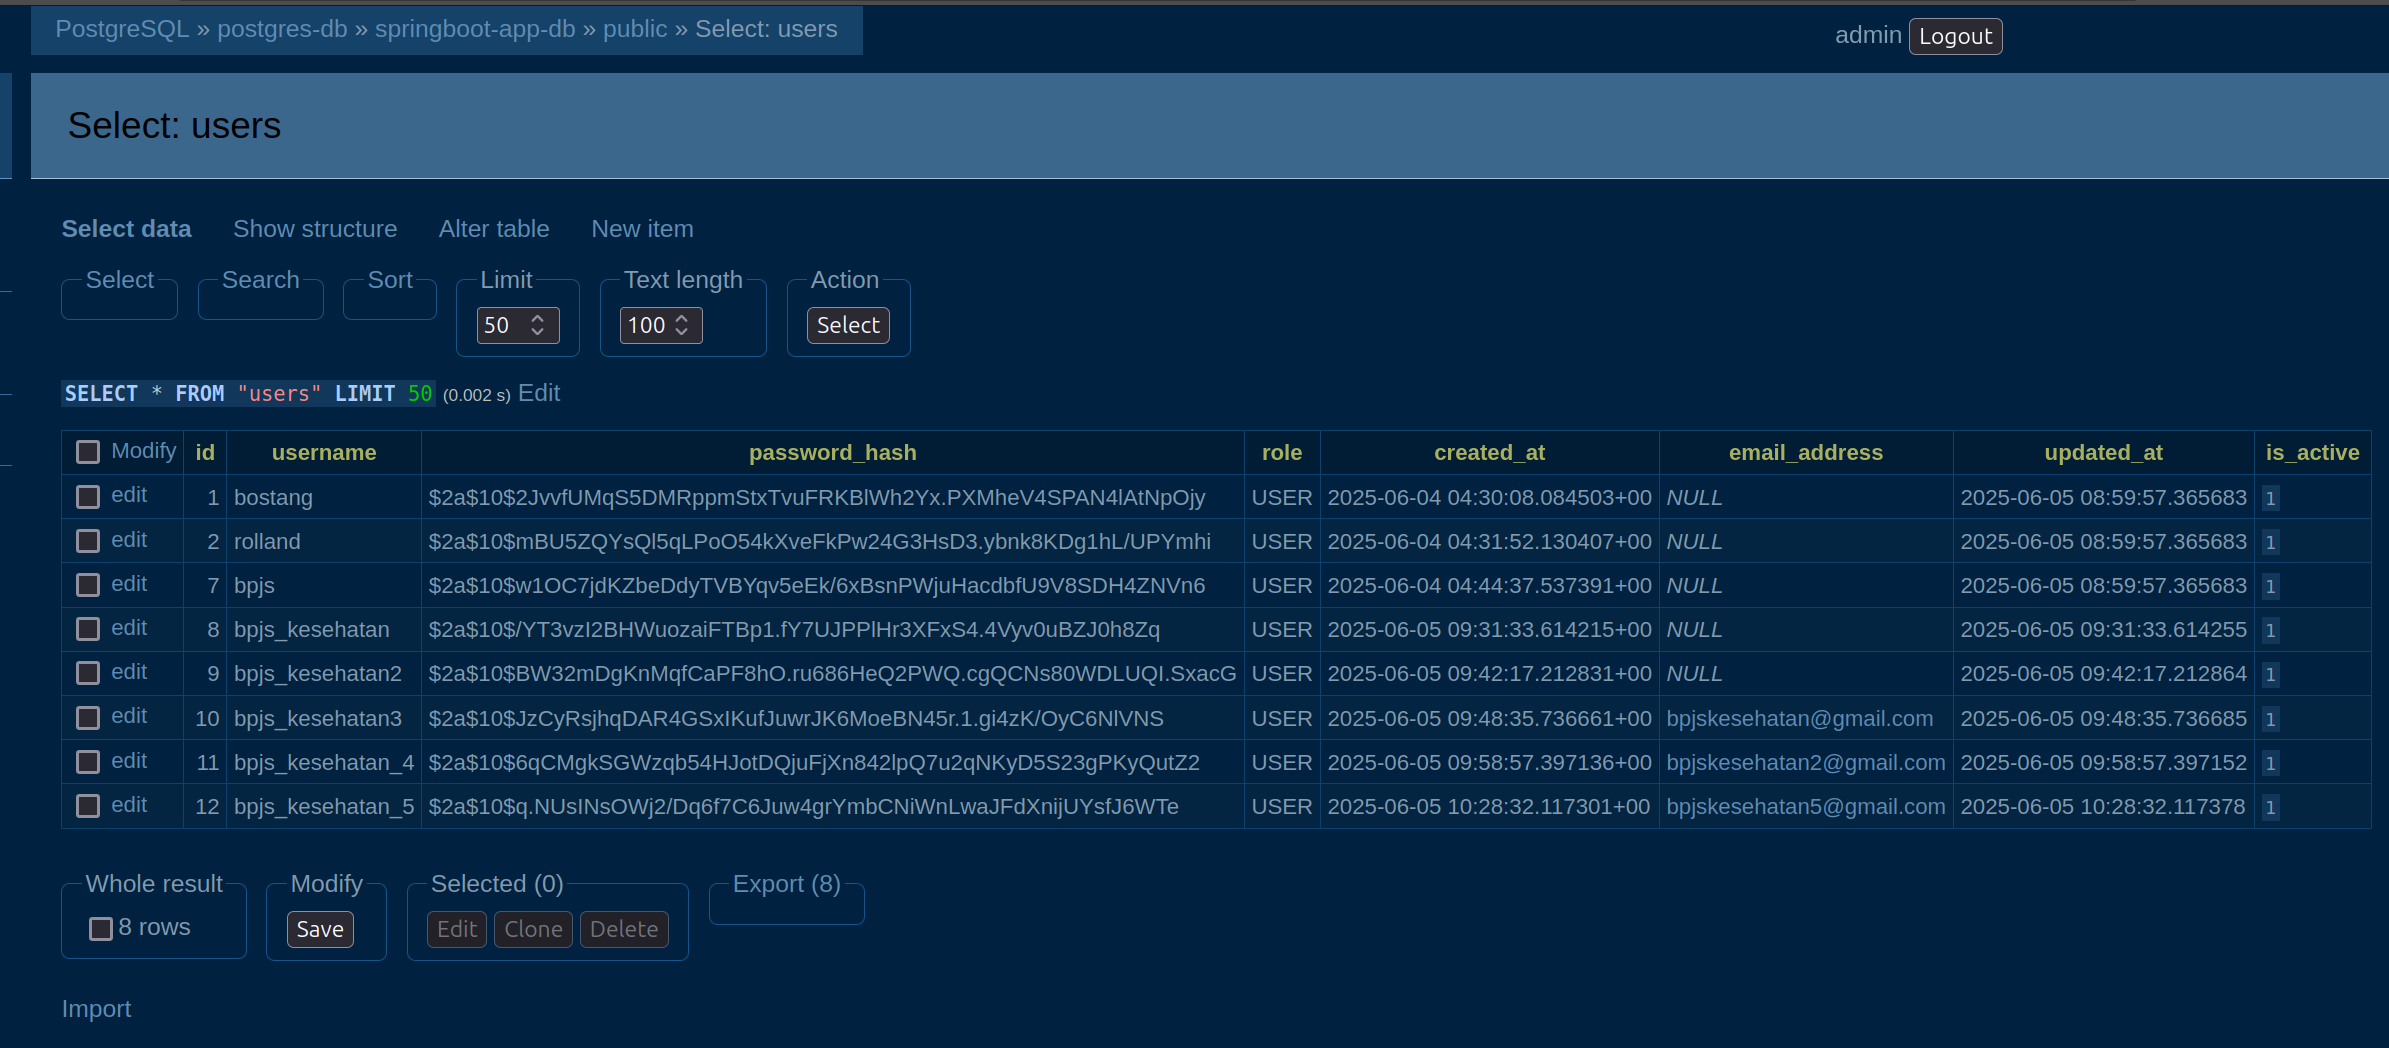 PostgreSQL » postgres-db » springboot-app-db » public » Select: users
admin Logout
Select: users
Select data Show structure Alter table New item
Select Search Sort Limit Text length Action
50 100 Select
SELECT * FROM "users" LIMIT 50 (0.002 s) Edit
Modify id username password_hash role created_at email_address updated_at is_active
edit 1 bostang $2a$10$2JvvfUMqS5DMRppmStxTvuFRKBlWh2Yx.PXMheV4SPAN4lAtNpOjy USER 2025-06-04 04:30:08.084503+00 NULL 2025-06-05 08:59:57.365683 1
edit 2 rolland $2a$10$mBU5ZQYsQl5qLPoO54kXveFkPw24G3HsD3.ybnk8KDg1hL/UPYmhi USER 2025-06-04 04:31:52.130407+00 NULL 2025-06-05 08:59:57.365683 1
edit 7 bpjs $2a$10$w1OC7jdKZbeDdyTVBYqv5eEk/6xBsnPWjuHacdbfU9V8SDH4ZNVn6 USER 2025-06-04 04:44:37.537391+00 NULL 2025-06-05 08:59:57.365683 1
edit 8 bpjs_kesehatan $2a$10$/YT3vzI2BHWuozaiFTBp1.fY7UJPPlHr3XFxS4.4Vyv0uBZJ0h8Zq USER 2025-06-05 09:31:33.614215+00 NULL 2025-06-05 09:31:33.614255 1
edit 9 bpjs_kesehatan2 $2a$10$BW32mDgKnMqfCaPF8hO.ru686HeQ2PWQ.cgQCNs80WDLUQI.SxacG USER 2025-06-05 09:42:17.212831+00 NULL 2025-06-05 09:42:17.212864 1
edit 10 bpjs_kesehatan3 $2a$10$JzCyRsjhqDAR4GSxIKufJuwrJK6MoeBN45r.1.gi4zK/OyC6NlVNS USER 2025-06-05 09:48:35.736661+00 bpjskesehatan@gmail.com 2025-06-05 09:48:35.736685 1
edit 11 bpjs_kesehatan_4 $2a$10$6qCMgkSGWzqb54HJotDQjuFjXn842lpQ7u2qNKyD5S23gPKyQutZ2 USER 2025-06-05 09:58:57.397136+00 bpjskesehatan2@gmail.com 2025-06-05 09:58:57.397152 1
edit 12 bpjs_kesehatan_5 $2a$10$q.NUsINsOWj2/Dq6f7C6Juw4grYmbCNiWnLwaJFdXnijUYsfJ6WTe USER 2025-06-05 10:28:32.117301+00 bpjskesehatan5@gmail.com 2025-06-05 10:28:32.117378 1
Whole result Modify Selected (0) Export (8)
8 rows Save Edit Clone Delete
Import